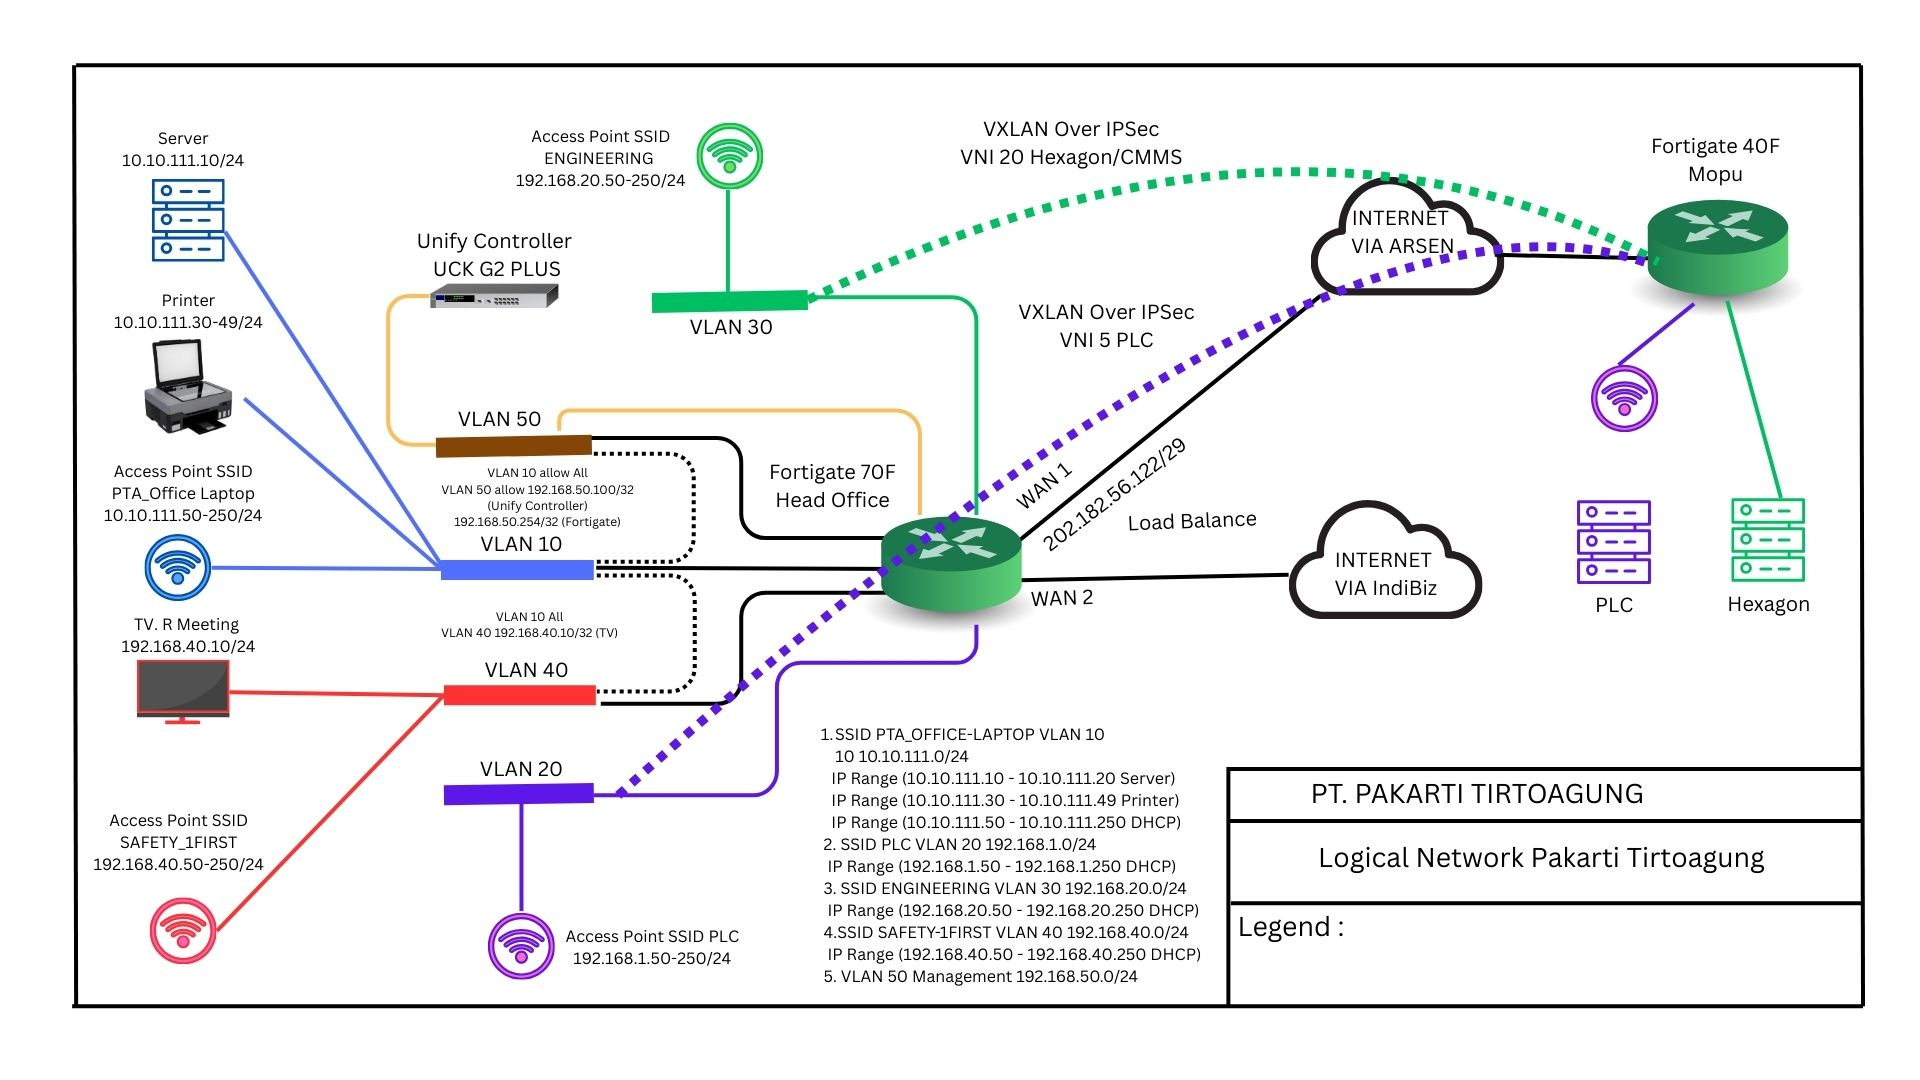 Server
10.10.111.10/24
Printer
10.10.111.30-49/24
Access Point SSID
PTA_Office Laptop
10.10.111.50-250/24
TV. R Meeting
192.168.40.10/24
Access Point SSID
SAFETY_1FIRST
192.168.40.50-250/24
Access Point SSID
ENGINEERING
192.168.20.50-250/24
Unify Controller
UCK G2 PLUS
VLAN 30
VLAN 50
VLAN 10 allow All
VLAN 50 allow 192.168.50.100/32
(Unify Controller)
192.168.50.254/32 (Fortigate)
VLAN 10
VLAN 10 All
VLAN 40 192.168.40.10/32 (TV)
VLAN 40
VLAN 20
Access Point SSID PLC
192.168.1.50-250/24
Fortigate 70F
Head Office
VXLAN Over IPSec
VNI 20 Hexagon/CMMS
VXLAN Over IPSec
VNI 5 PLC
WAN 1
202.182.56.122/29
Load Balance
WAN 2
INTERNET
VIA ARSEN
INTERNET
VIA IndiBiz
Fortigate 40F
Mopu
PLC
Hexagon
1. SSID PTA_OFFICE-LAPTOP VLAN 10
10 10.10.111.0/24
IP Range (10.10.111.10 - 10.10.111.20 Server)
IP Range (10.10.111.30 - 10.10.111.49 Printer)
IP Range (10.10.111.50 - 10.10.111.250 DHCP)
2. SSID PLC VLAN 20 192.168.1.0/24
IP Range (192.168.1.50 - 192.168.1.250 DHCP)
3. SSID ENGINEERING VLAN 30 192.168.20.0/24
IP Range (192.168.20.50 - 192.168.20.250 DHCP)
4.SSID SAFETY-1FIRST VLAN 40 192.168.40.0/24
IP Range (192.168.40.50 - 192.168.40.250 DHCP)
5. VLAN 50 Management 192.168.50.0/24
PT. PAKARTI TIRTOAGUNG
Logical Network Pakarti Tirtoagung
Legend :